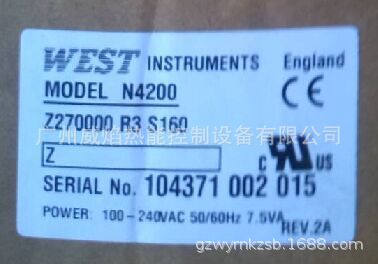 WEST INSTRUMENTS England
MODEL N4200
CE
Z270000 R3 S160
广州威焰热能控制设备有限公司
Z
C UR US
SERIAL No. 104371 002 015
POWER: 100-240VAC 50/60Hz 7.5VA
REV.2A
gzwyrnkzsb.1688.com